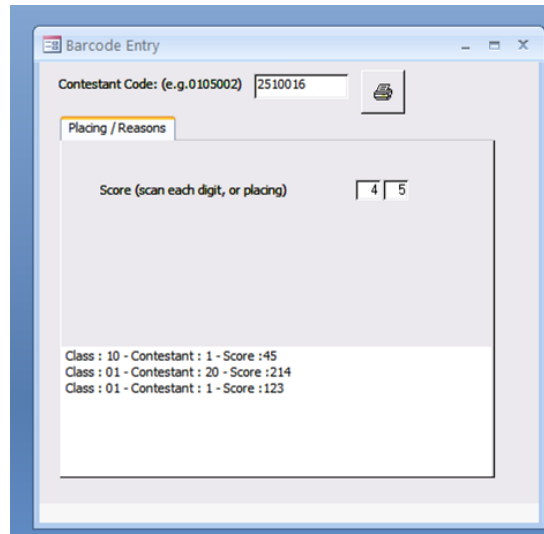 Barcode Entry
Contestant Code: (e.g.0105002) 2510016
Placing / Reasons
Score (scan each digit, or placing) 4 5
Class : 10 - Contestant : 1 - Score :45
Class : 01 - Contestant : 20 - Score :214
Class : 01 - Contestant : 1 - Score :123